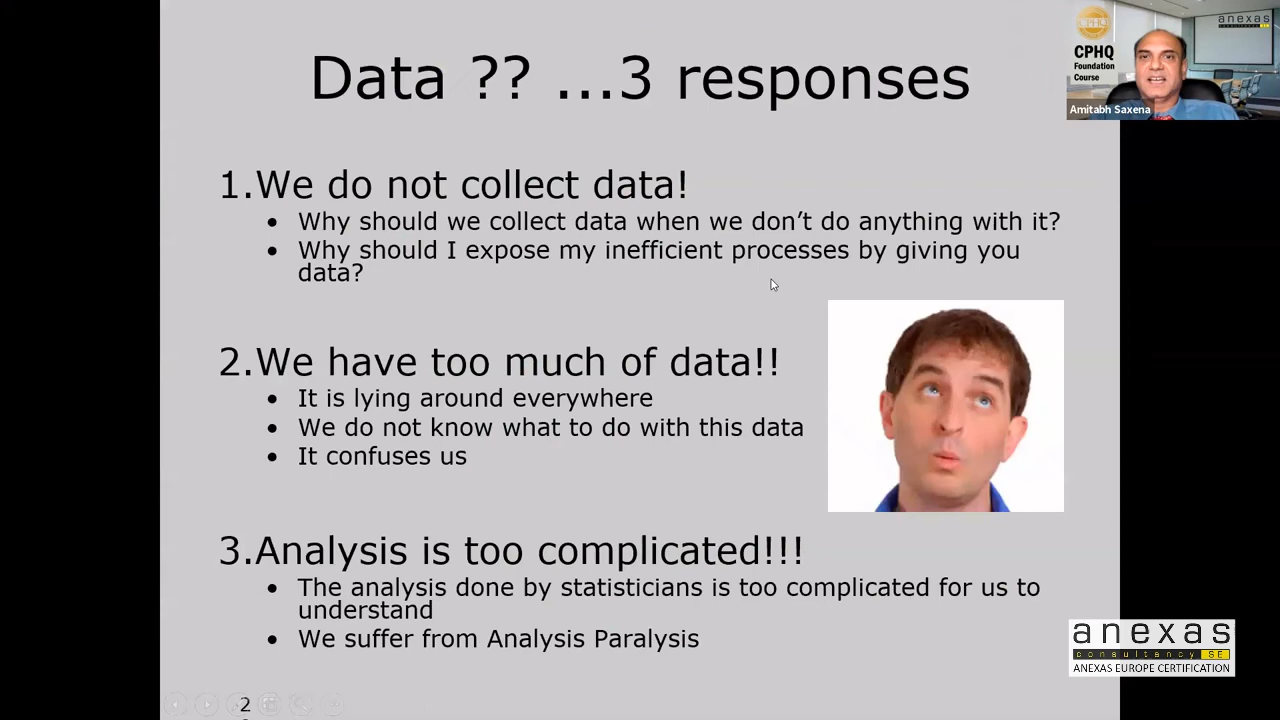 Data ?? ...3 responses
1.We do not collect data!
• Why should we collect data when we don’t do anything with it?
• Why should I expose my inefficient processes by giving you
data?
2.We have too much of data!!
• It is lying around everywhere
• We do not know what to do with this data
• It confuses us
3.Analysis is too complicated!!!
• The analysis done by statisticians is too complicated for us to
understand
• We suffer from Analysis Paralysis
2
CPHQ
CPHQ
Foundation
Course
Amitabh Saxena
anexas
anexas
consultancy SE
ANEXAS EUROPE CERTIFICATION